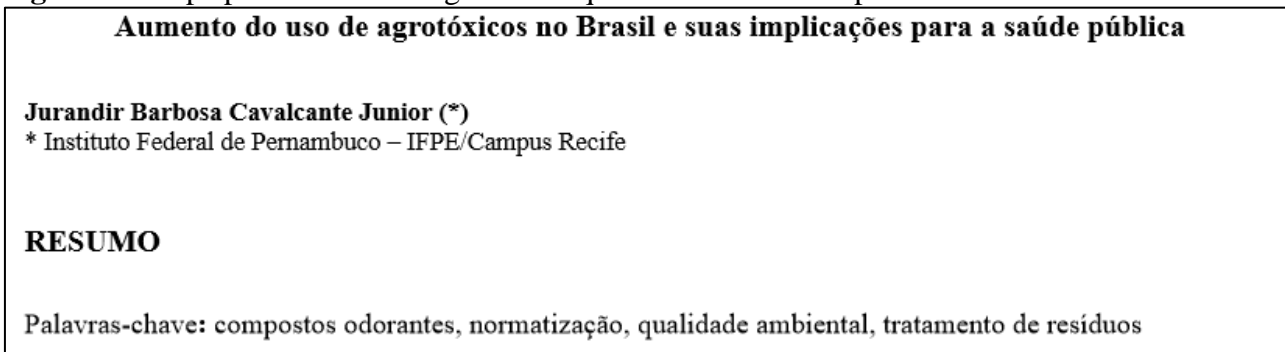 Aumento do uso de agrotóxicos no Brasil e suas implicações para a saúde pública
Jurandir Barbosa Cavalcante Junior (*)
* Instituto Federal de Pernambuco – IFPE/Campus Recife
RESUMO
Palavras-chave: compostos odorantes, normatização, qualidade ambiental, tratamento de resíduos